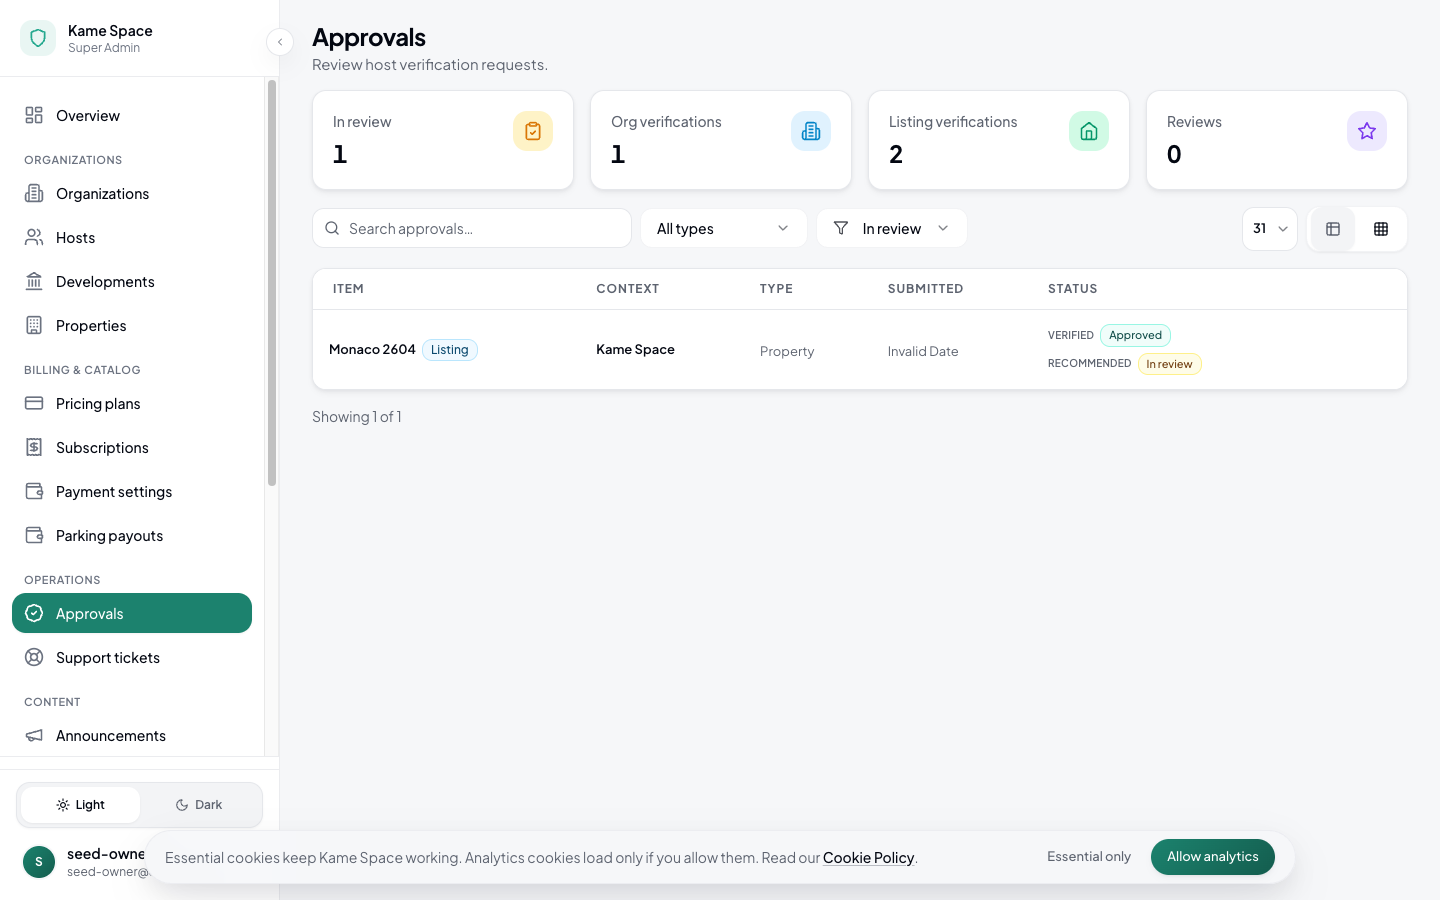 Kame Space
Super Admin
Overview
ORGANIZATIONS
Organizations
Hosts
Developments
Properties
BILLING & CATALOG
Pricing plans
Subscriptions
Payment settings
Parking payouts
OPERATIONS
Approvals
Support tickets
CONTENT
Announcements
Light Dark
S
seed-owne
seed-owner@
Approvals
Review host verification requests.
In review
1
Org verifications
1
Listing verifications
2
Reviews
0
Search approvals...
All types
In review
31
ITEM CONTEXT TYPE SUBMITTED STATUS
Monaco 2604 Listing Kame Space Property Invalid Date VERIFIED Approved
RECOMMENDED In review
Showing 1 of 1
Essential cookies keep Kame Space working. Analytics cookies load only if you allow them. Read our Cookie Policy. Essential only Allow analytics